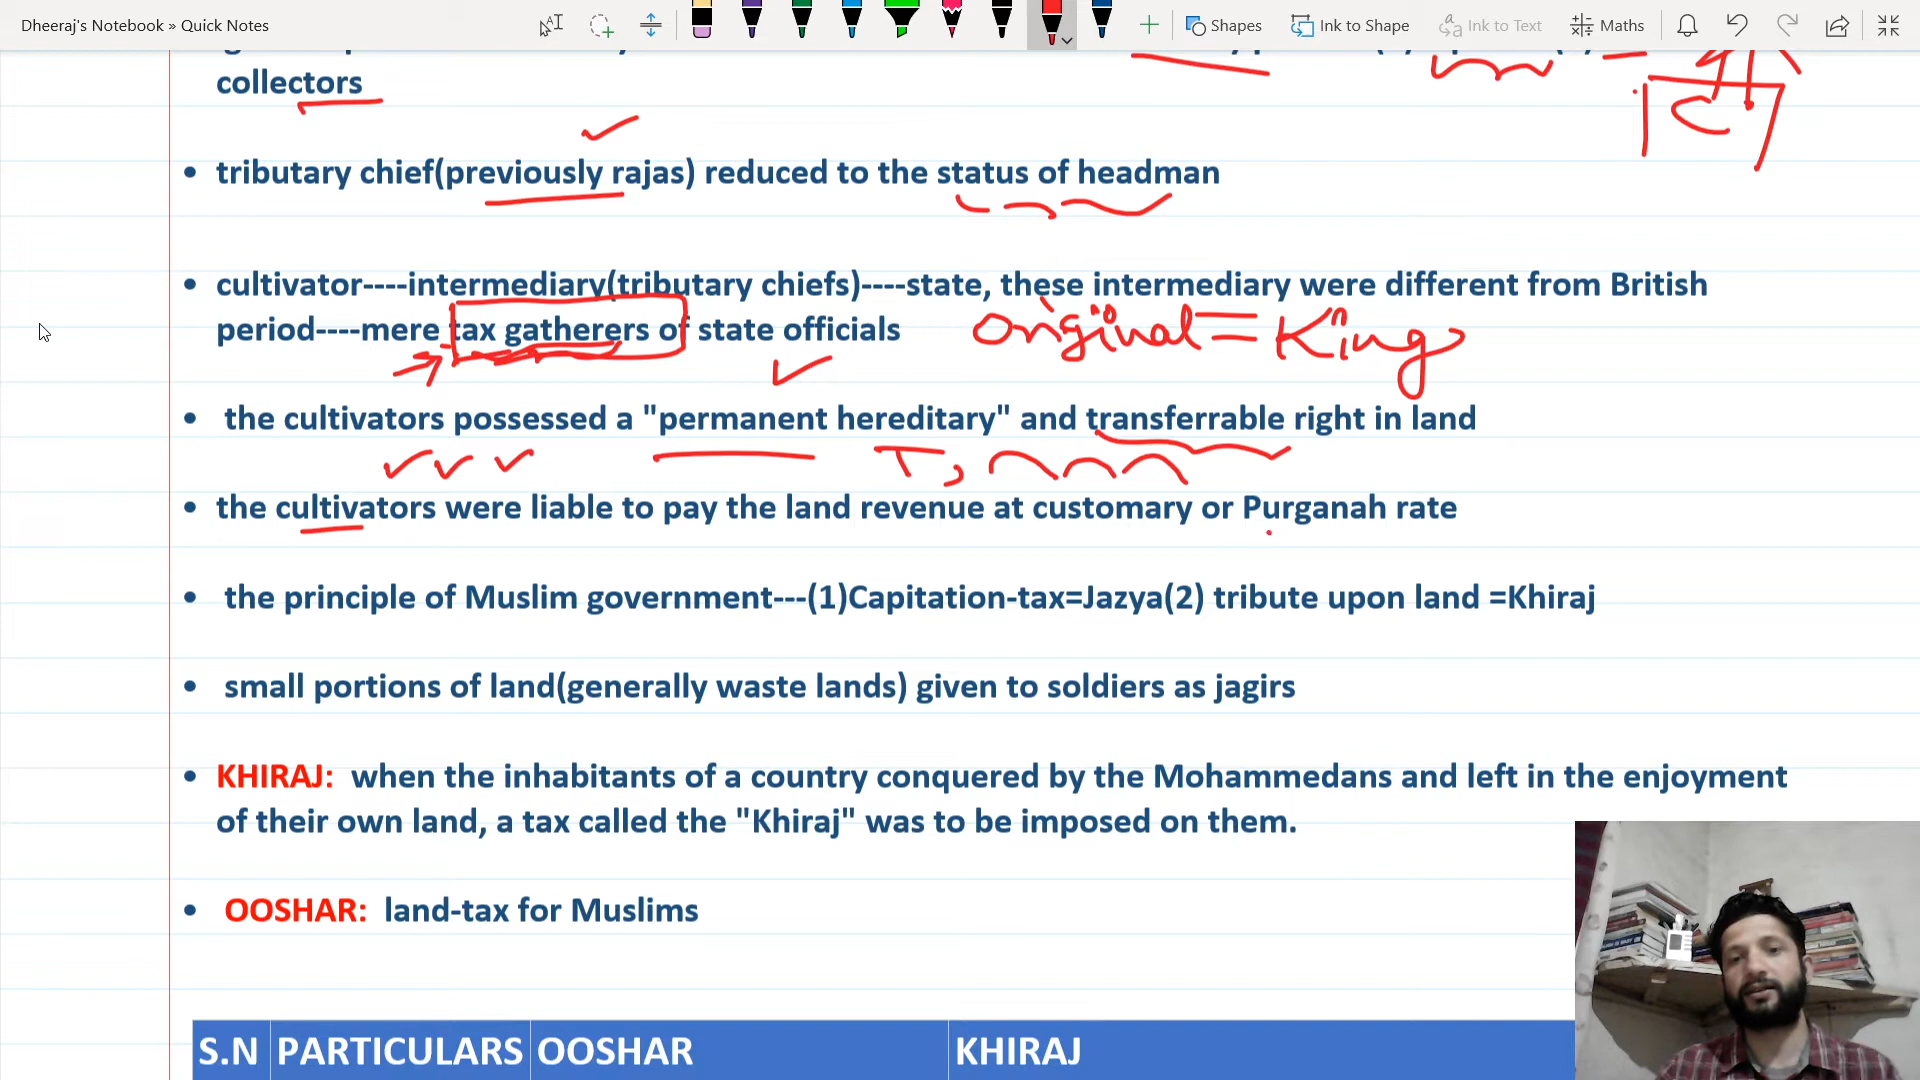 Dheeraj's Notebook » Quick Notes
Shapes
Ink to Shape
Ink to Text
Maths
collectors
• tributary chief(previously rajas) reduced to the status of headman
• cultivator----intermediary(tributary chiefs)----state, these intermediary were different from British
period----mere tax gatherers of state officials
Original = King
• the cultivators possessed a "permanent hereditary" and transferrable right in land
• the cultivators were liable to pay the land revenue at customary or Purganah rate
• the principle of Muslim government---(1)Capitation-tax=Jazya(2) tribute upon land =Khiraj
• small portions of land(generally waste lands) given to soldiers as jagirs
• KHIRAJ: when the inhabitants of a country conquered by the Mohammedans and left in the enjoyment
of their own land, a tax called the "Khiraj" was to be imposed on them.
• OOSHAR: land-tax for Muslims
S.N PARTICULARS OOSHAR KHIRAJ